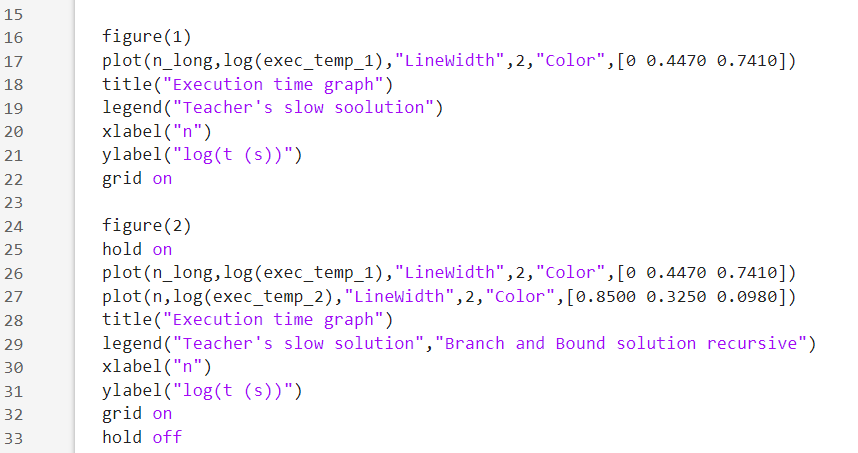 15
16 figure(1)
17 plot(n_long,log(exec_temp_1),"LineWidth",2,"Color",[0 0.4470 0.7410])
18 title("Execution time graph")
19 legend("Teacher's slow soolution")
20 xlabel("n")
21 ylabel("log(t (s))")
22 grid on
23
24 figure(2)
25 hold on
26 plot(n_long,log(exec_temp_1),"LineWidth",2,"Color",[0 0.4470 0.7410])
27 plot(n,log(exec_temp_2),"LineWidth",2,"Color",[0.8500 0.3250 0.0980])
28 title("Execution time graph")
29 legend("Teacher's slow solution","Branch and Bound solution recursive")
30 xlabel("n")
31 ylabel("log(t (s))")
32 grid on
33 hold off